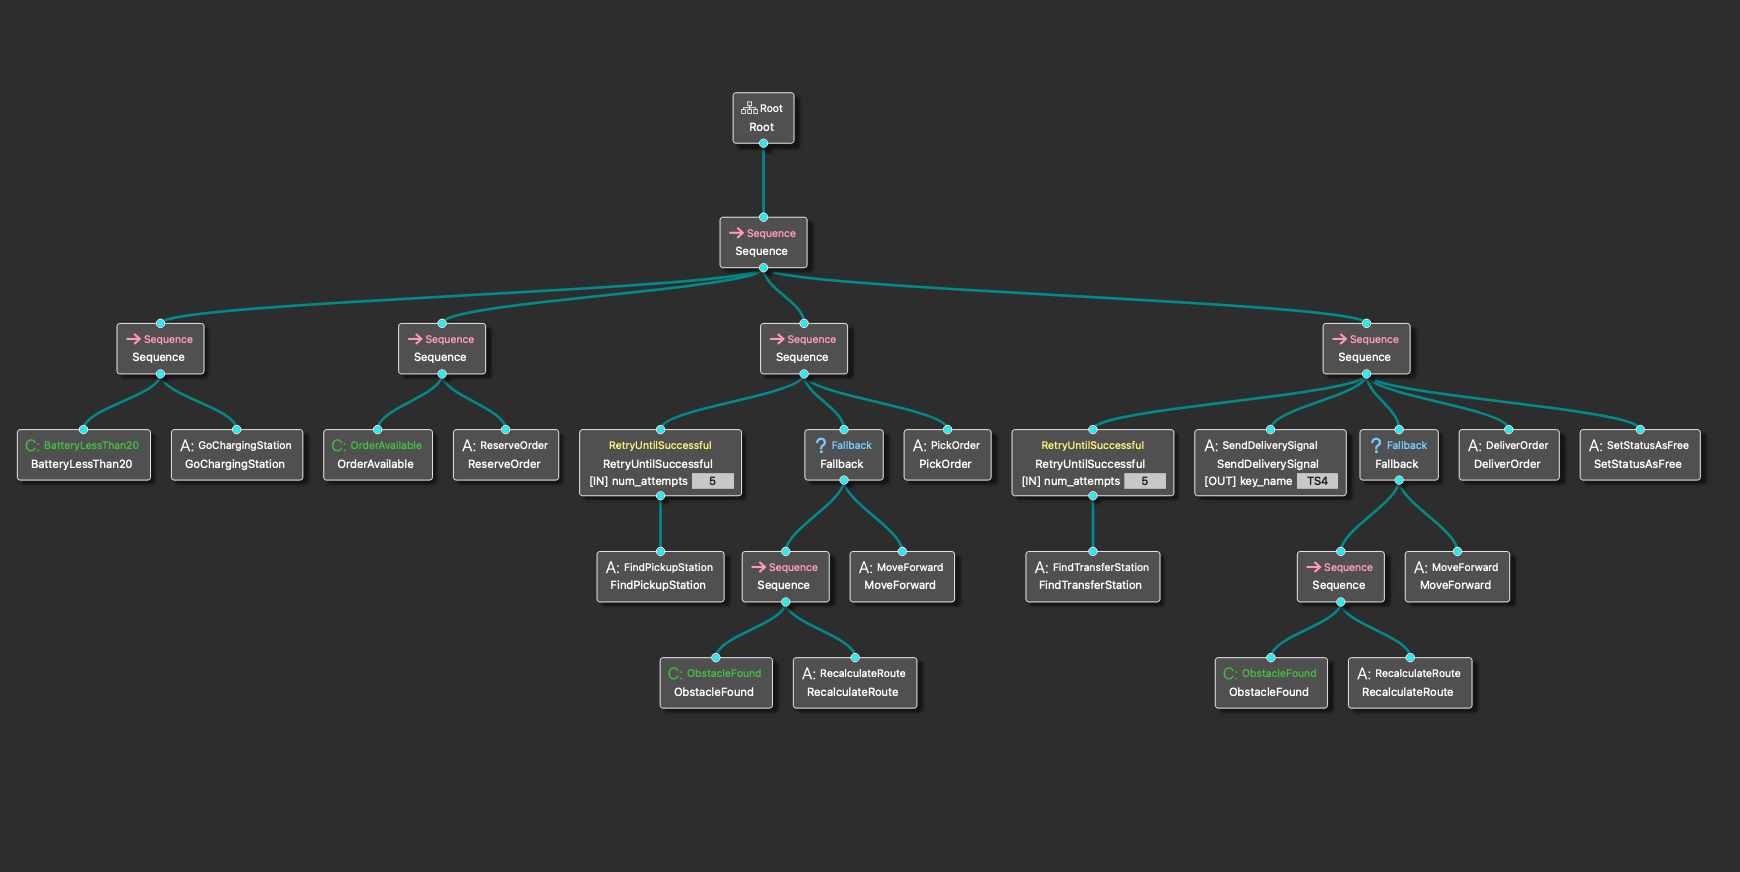 Root
Root
Sequence
Sequence
Sequence
Sequence
Sequence
Sequence
Sequence
Sequence
Sequence
Sequence
C: BatteryLessThan20
BatteryLessThan20
A: GoChargingStation
GoChargingStation
C: OrderAvailable
OrderAvailable
A: ReserveOrder
ReserveOrder
RetryUntilSuccessful
RetryUntilSuccessful
[IN] num_attempts 5
? Fallback
Fallback
A: PickOrder
PickOrder
RetryUntilSuccessful
RetryUntilSuccessful
[IN] num_attempts 5
A: SendDeliverySignal
SendDeliverySignal
[OUT] key_name TS4
? Fallback
Fallback
A: DeliverOrder
DeliverOrder
A: SetStatusAsFree
SetStatusAsFree
A: FindPickupStation
FindPickupStation
Sequence
Sequence
A: MoveForward
MoveForward
A: FindTransferStation
FindTransferStation
Sequence
Sequence
A: MoveForward
MoveForward
C: ObstacleFound
ObstacleFound
A: RecalculateRoute
RecalculateRoute
C: ObstacleFound
ObstacleFound
A: RecalculateRoute
RecalculateRoute